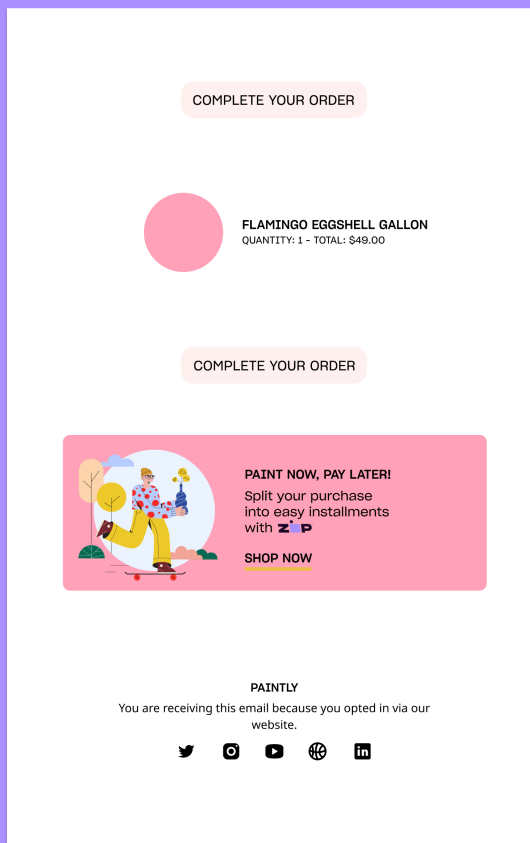 COMPLETE YOUR ORDER
FLAMINGO EGGSHELL GALLON
QUANTITY: 1 - TOTAL: $49.00
COMPLETE YOUR ORDER
PAINT NOW, PAY LATER!
Split your purchase
into easy installments
with ZIP
SHOP NOW
PAINTLY
You are receiving this email because you opted in via our
website.
in